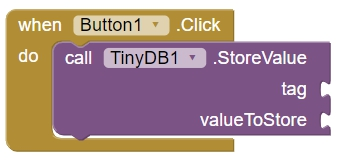 when Button1 .Click
do call TinyDB1 .StoreValue
tag
valueToStore